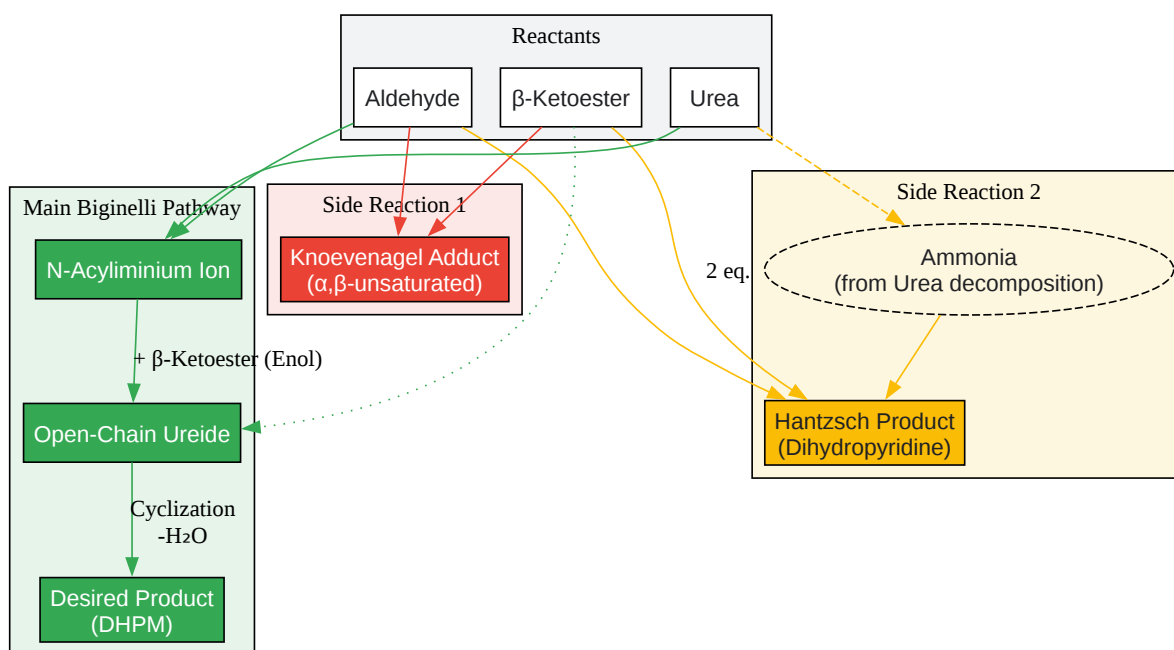 Reactants
Aldehyde
β-Ketoester
Urea
Main Biginelli Pathway
N-Acyliminium Ion
+ β-Ketoester (Enol)
Open-Chain Ureide
Cyclization
-H₂O
Desired Product
(DHPM)
Side Reaction 1
Knoevenagel Adduct
(α,β-unsaturated)
2 eq.
Side Reaction 2
Ammonia
(from Urea decomposition)
Hantzsch Product
(Dihydropyridine)